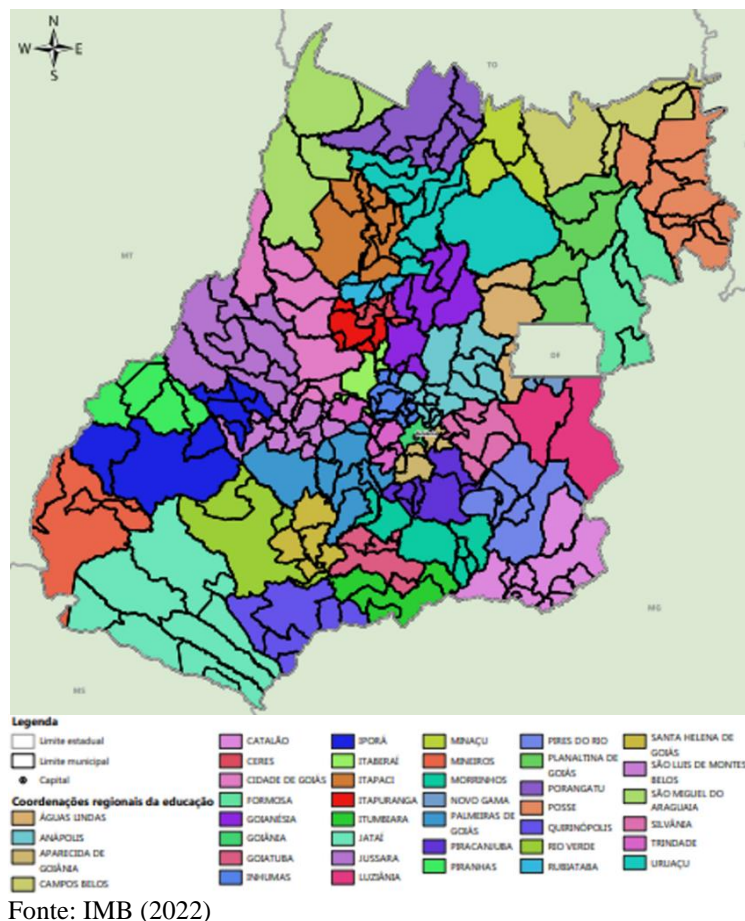 N
W E
S
TO
MT
DF
MG
MS
Legenda
Limite estadual
Limite municipal
Capital
Coordenações regionais da educação
ÁGUAS LINDAS
ANÁPOLIS
APARECIDA DE
GOIÂNIA
CAMPOS BELOS
CATALÃO
CERES
CIDADE DE GOIÁS
FORMOSA
GOIANÉSIA
GOIÂNIA
GOIATUBA
INHUMAS
IPORÁ
ITABERAÍ
ITAPACI
ITAPURANGA
ITUMBIARA
JATAÍ
JUSSARA
LUZIÂNIA
MINAÇU
MINEIROS
MORRINHOS
NOVO GAMA
PALMEIRAS DE
GOIÁS
PIRACANJUBA
PIRANHAS
PIRES DO RIO
PLANALTINA DE
GOIÁS
PORANGATU
POSSE
QUIRINÓPOLIS
RIO VERDE
RUBIATABA
SANTA HELENA DE
GOIÁS
SÃO LUIS DE MONTES
BELOS
SÃO MIGUEL DO
ARAGUAIA
SILVÂNIA
TRINDADE
URUAÇU
Fonte: IMB (2022)